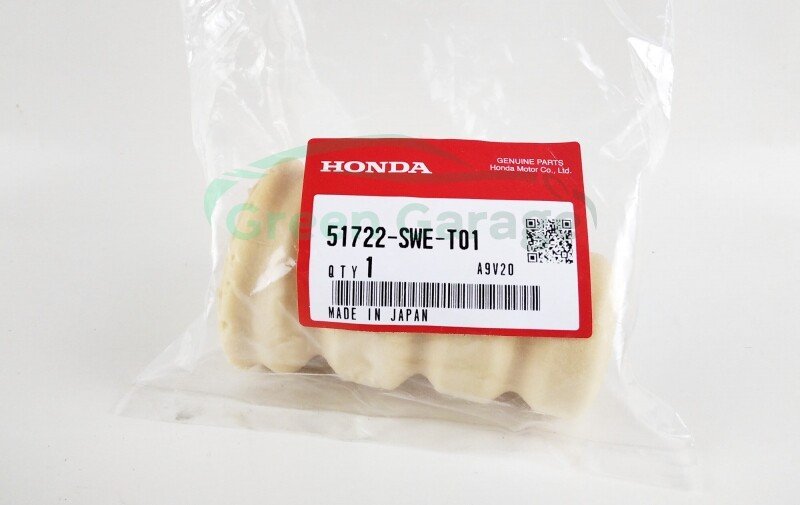 HONDA
GENUINE PARTS
Honda Motor Co., Ltd.
Green Garage
51722-SWE-T01
QTY 1
A9V20
MADE IN JAPAN